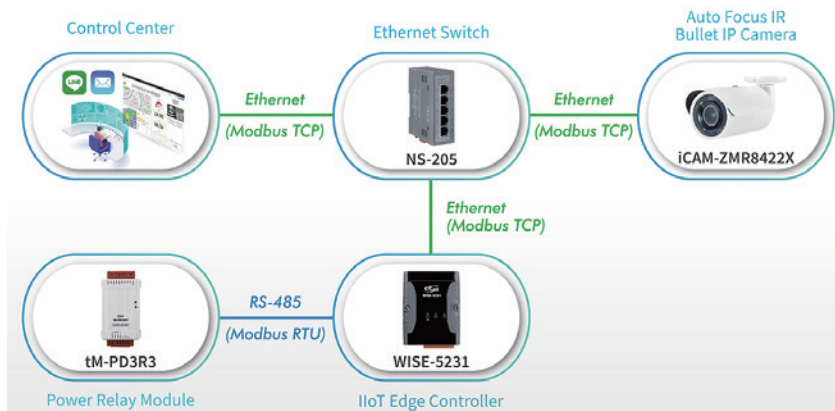 Control Center
Ethernet Switch
Auto Focus IR
Bullet IP Camera
LINE
Ethernet
(Modbus TCP)
Ethernet
(Modbus TCP)
NS-205
iCAM-ZMR8422X
Ethernet
(Modbus TCP)
RS-485
(Modbus RTU)
tM-PD3R3
WISE-5231
Power Relay Module
IIoT Edge Controller